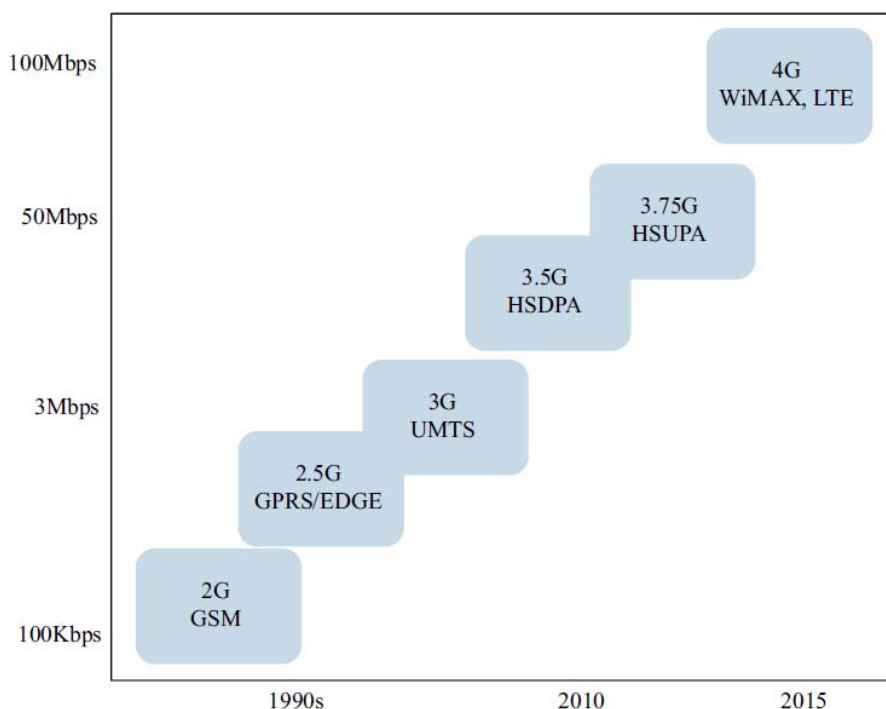 100Mbps
4G
WiMAX, LTE
50Mbps
3.75G
HSUPA
3.5G
HSDPA
3Mbps
3G
UMTS
2.5G
GPRS/EDGE
2G
GSM
100Kbps
1990s
2010
2015